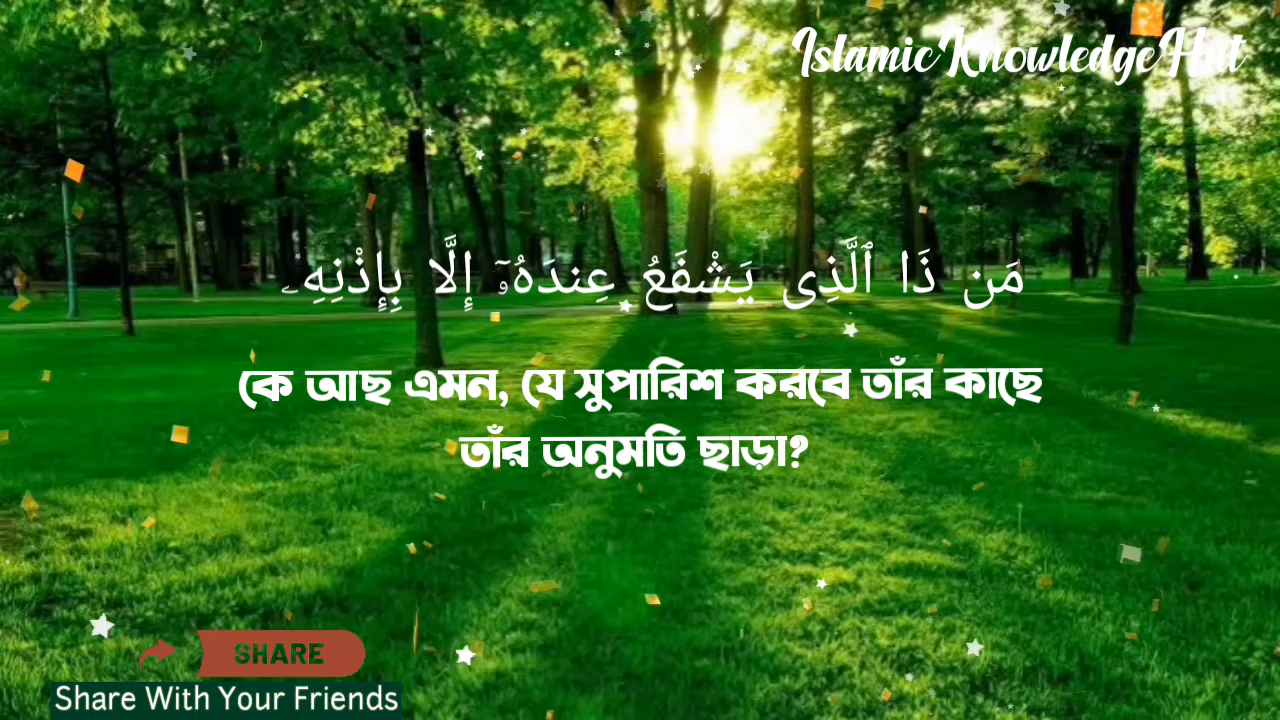 IslamicKnowledgeHut
مَن ذَا ٱلَّذِى يَشْفَعُ عِندَهُۥٓ إِلَّا بِإِذْنِهِۦ
কে আছ এমন, যে সুপারিশ করবে তাঁর কাছে
তাঁর অনুমতি ছাড়া?
SHARE
Share With Your Friends